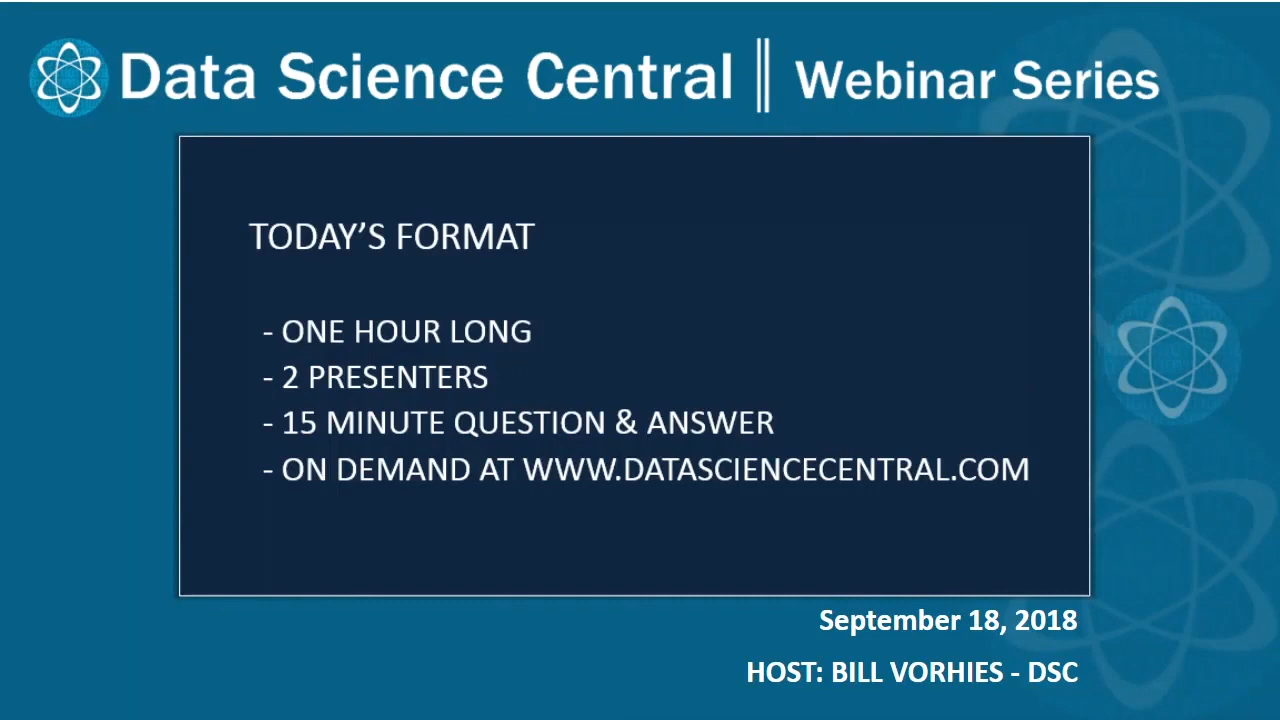 Data Science Central || Webinar Series
TODAY’S FORMAT
- ONE HOUR LONG
- 2 PRESENTERS
- 15 MINUTE QUESTION & ANSWER
- ON DEMAND AT WWW.DATASCIENCECENTRAL.COM
September 18, 2018
HOST: BILL VORHIES - DSC